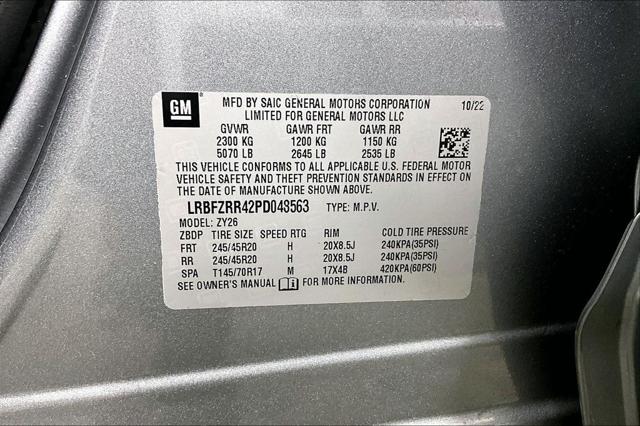 GM
MFD BY SAIC GENERAL MOTOHS CORPORATION 10/22
LIMITED FOR GENERAL MOTORS LLC
GVWR GAWR FRT GAWR RR
2300 KG 1200 KG 1150 KG
5070 LB 2645 LB 2535 LB
THIS VEHICLE CONFORMS TO ALL APPLICABLE U.S. FEDERAL MOTOR
VEHICLE SAFETY AND THEFT PREVENTION STANDARDS IN EFFECT ON
THE DATE OF MANUFACTURE SHOWN ABOVE.
LRBFZRR42PD048563 TYPE: M.P.V.
MODEL: ZY26
ZBDP TIRE SIZE SPEED RTG RIM COLD TIRE PRESSURE
FRT 245/45R20 H 20X8.5J 240KPA(35PSI)
RR 245/45R20 H 20X8.5J 240KPA(35PSI)
SPA T145/70R17 M 17X4B 420KPA(60PSI)
SEE OWNER'S MANUAL FOR MORE INFORMATION.